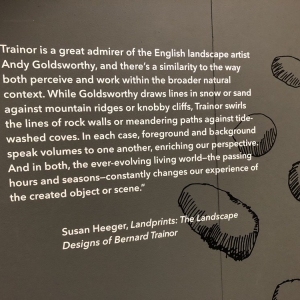 Trainor is a great admirer of the English landscape artist
Andy Goldsworthy, and there's a similarity to the way
both perceive and work within the broader natural
context. While Goldsworthy draws lines in snow or sand
against mountain ridges or knobby cliffs, Trainor swirls
the lines of rock walls or meandering paths against tide-
washed coves. In each case, foreground and background
speak volumes to one another, enriching our perspective.
And in both, the ever-evolving living world—the passing
hours and seasons—constantly changes our experience of
the created object or scene."
Susan Heeger, Landprints: The Landscape
Designs of Bernard Trainor